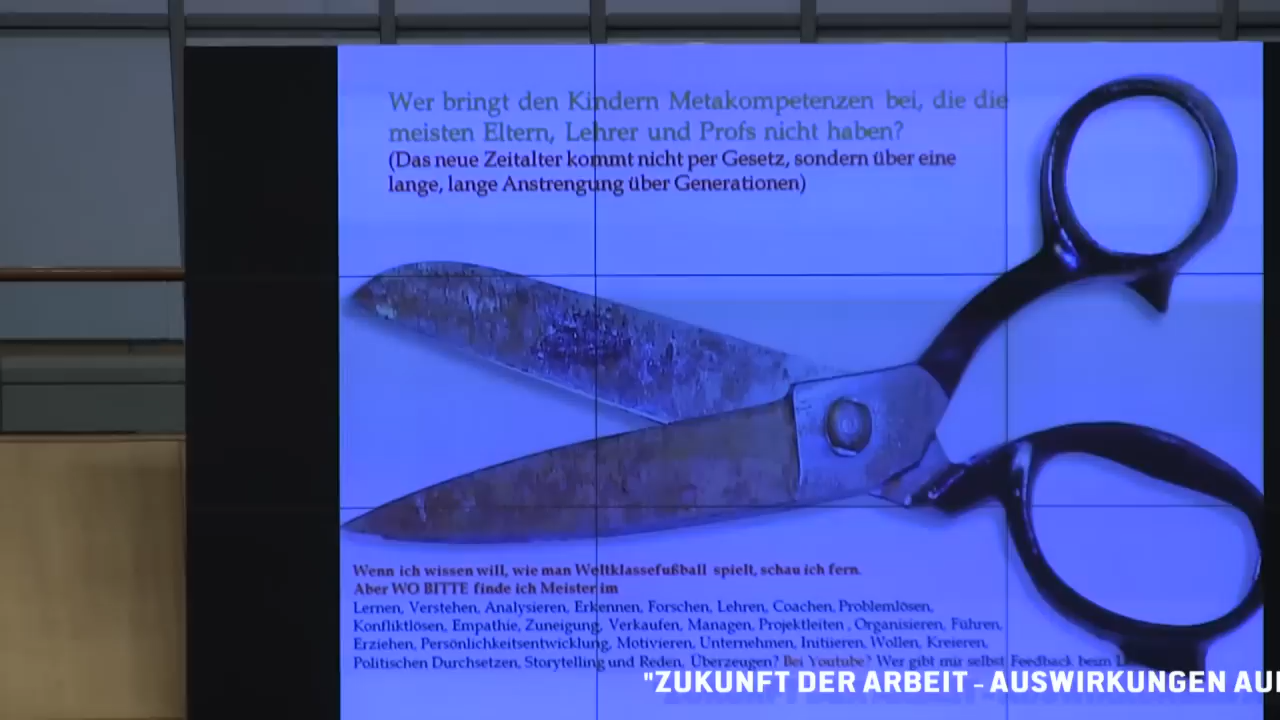 Wer bringt den Kindern Metakompetenzen bei, die die
meisten Eltern, Lehrer und Profs nicht haben?
(Das neue Zeitalter kommt nicht per Gesetz, sondern über eine
lange, lange Anstrengung über Generationen)
Wenn ich wissen will, wie man Weltklassefußball spielt, schau ich fern.
Aber WO BITTE finde ich Meister im
Lernen, Verstehen, Analysieren, Erkennen, Forschen, Lehren, Coachen, Problemlösen,
Konfliktlösen, Empathie, Zuneigung, Verkaufen, Managen, Projektleiten , Organisieren, Führen,
Erziehen, Persönlichkeitsentwicklung, Motivieren, Unternehmen, Initiieren, Wollen, Kreieren,
Politischen Durchsetzen, Storytelling und Reden, Überzeugen? Bei Youtube? Wer gibt mir selbst Feedback beim
"ZUKUNFT DER ARBEIT - AUSWIRKUNGEN AU